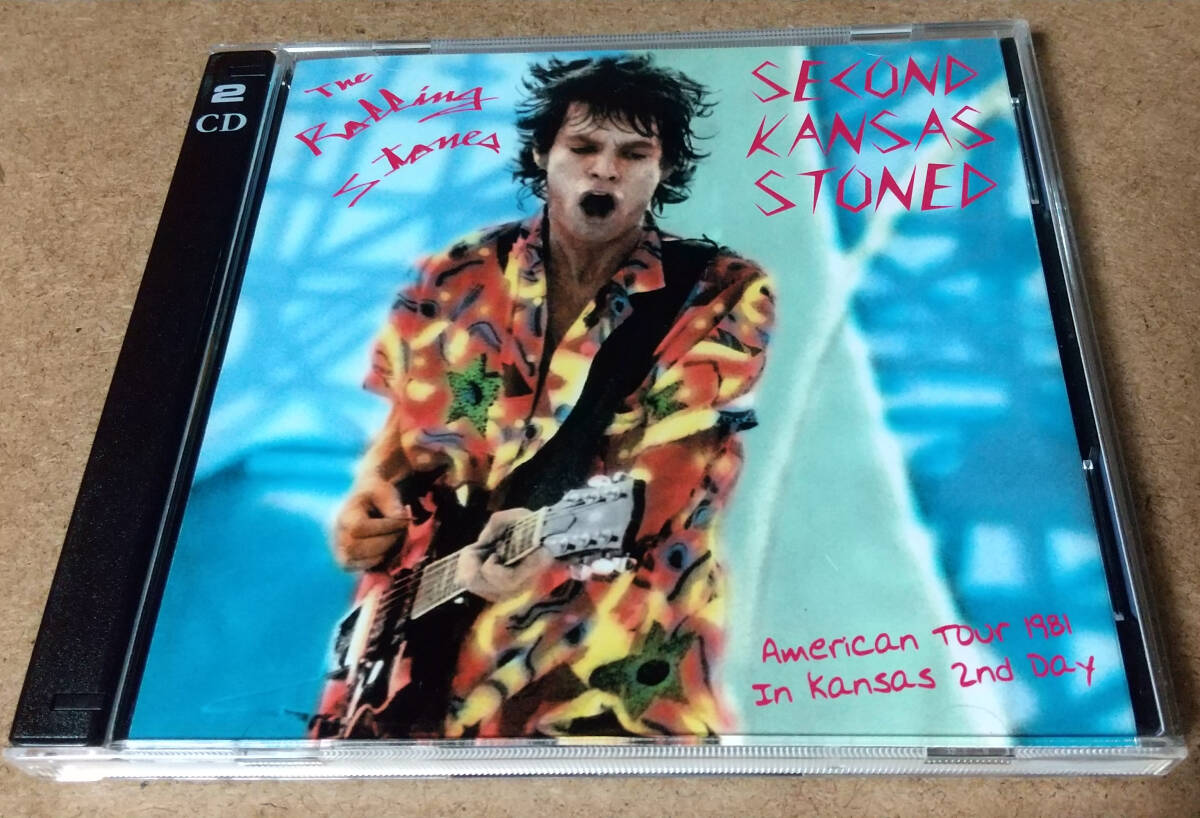 2
CD
The
Rolling
Stones
SECOND
KANSAS
STONED
American Tour 1981
In Kansas 2nd Day